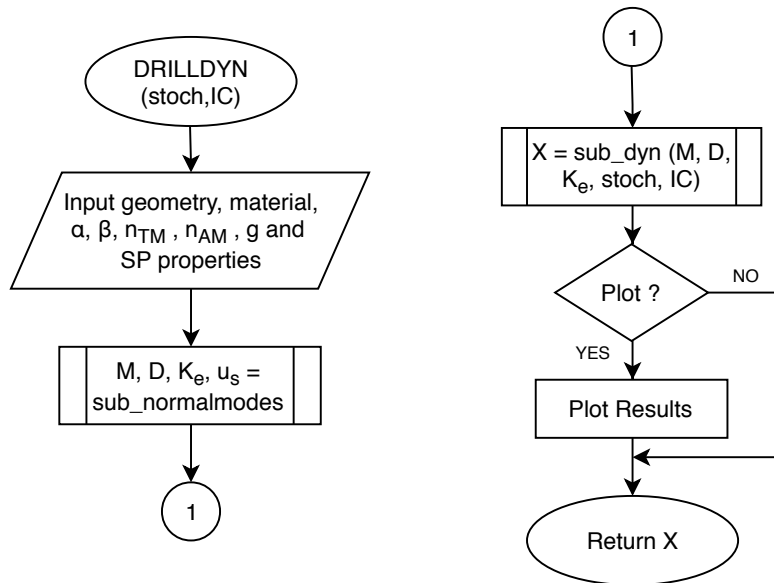 DRILLDYN
(stoch,IC)
Input geometry, material,
α, β, n_TM , n_AM , g and
SP properties
M, D, K_e, u_s =
sub_normalmodes
1
1
X = sub_dyn (M, D,
K_e, stoch, IC)
Plot ?
NO
YES
Plot Results
Return X